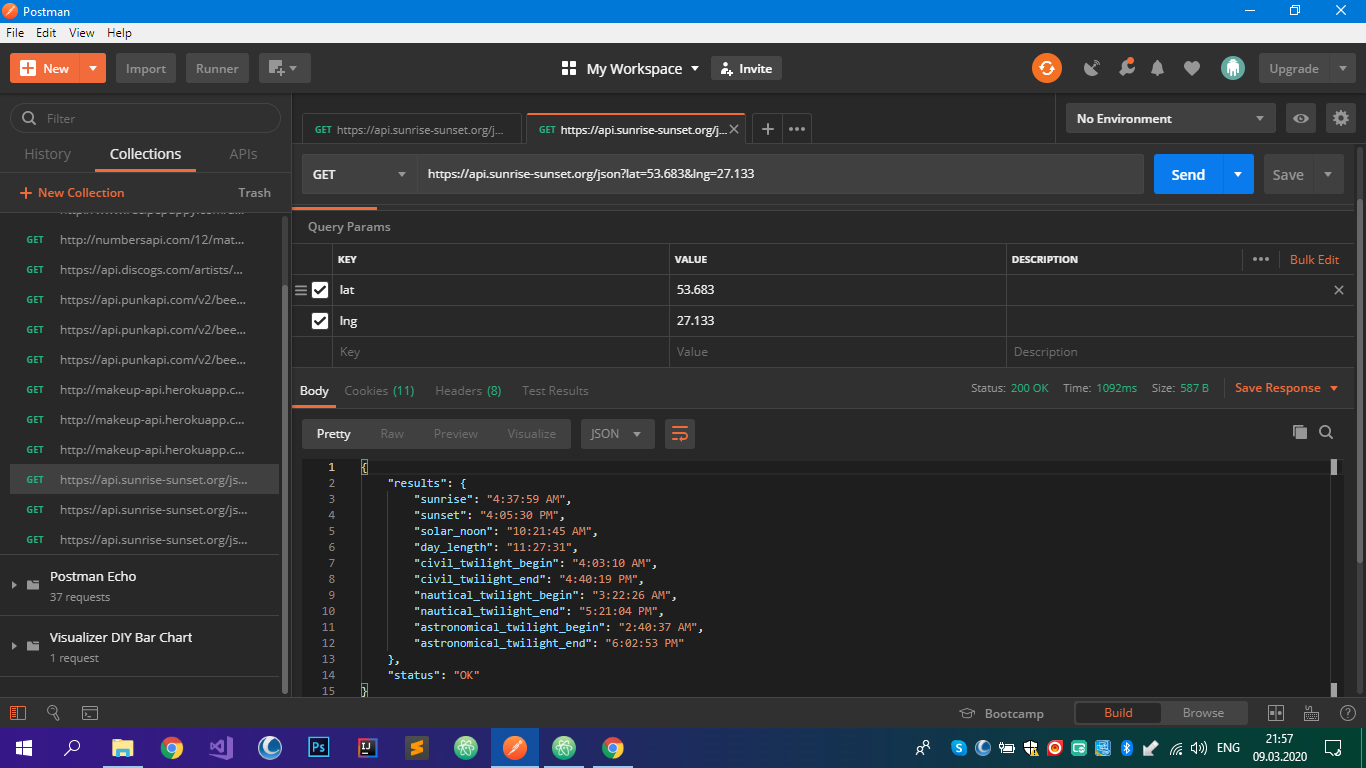 Postman
File Edit View Help
New Import Runner My Workspace Invite Upgrade
Filter
History Collections APIs
New Collection Trash
http://numbersapi.com/12/mat...
GET https://api.discogs.com/artists/...
GET https://api.punkapi.com/v2/bee...
GET https://api.punkapi.com/v2/bee...
GET https://api.punkapi.com/v2/bee...
GET http://makeup-api.herokuapp.c...
GET http://makeup-api.herokuapp.c...
GET http://makeup-api.herokuapp.c...
GET https://api.sunrise-sunset.org/js...
GET https://api.sunrise-sunset.org/js...
GET https://api.sunrise-sunset.org/js...
Postman Echo
37 requests
Visualizer DIY Bar Chart
1 request
GET https://api.sunrise-sunset.org/j... GET https://api.sunrise-sunset.org/j... No Environment
GET https://api.sunrise-sunset.org/json?lat=53.683&lng=27.133 Send Save
Query Params
KEY VALUE DESCRIPTION Bulk Edit
lat 53.683
lng 27.133
Key Value Description
Body Cookies (11) Headers (8) Test Results Status: 200 OK Time: 1092ms Size: 587 B Save Response
Pretty Raw Preview Visualize JSON
1 {
2 "results": {
3 "sunrise": "4:37:59 AM",
4 "sunset": "4:05:30 PM",
5 "solar_noon": "10:21:45 AM",
6 "day_length": "11:27:31",
7 "civil_twilight_begin": "4:03:10 AM",
8 "civil_twilight_end": "4:40:19 PM",
9 "nautical_twilight_begin": "3:22:26 AM",
10 "nautical_twilight_end": "5:21:04 PM",
11 "astronomical_twilight_begin": "2:40:37 AM",
12 "astronomical_twilight_end": "6:02:53 PM"
13 },
14 "status": "OK"
15 }
Bootcamp Build Browse
Ps IJ ENG 21:57
09.03.2020